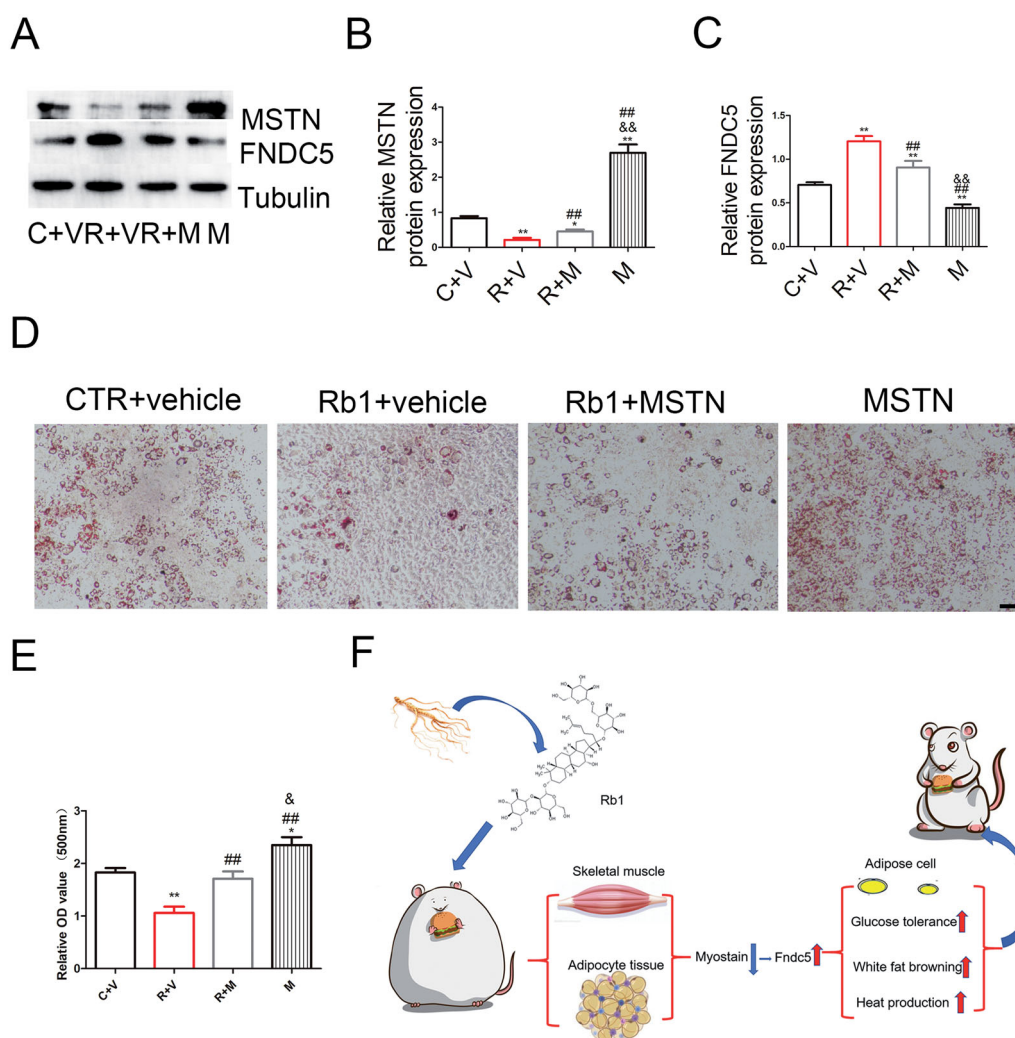 A
MSTN
FNDC5
Tubulin
C+VR+VR+M M
B
Relative MSTN
protein expression
4
3
2
1
0
##
&&
**
**
##
*
C+V
R+V
R+M
M
C
Relative FNDC5
protein expression
1.5
1.0
0.5
0.0
**
##
**
&&
##
**
C+V
R+V
R+M
M
D
CTR+vehicle
Rb1+vehicle
Rb1+MSTN
MSTN
E
Relative OD value (500nm)
3
2
1
0
**
##
&
##
*
C+V
R+V
R+M
M
F
Rb1
Skeletal muscle
Adipocyte tissue
Myostain
Fndc5
Adipose cell
Glucose tolerance
White fat browning
Heat production